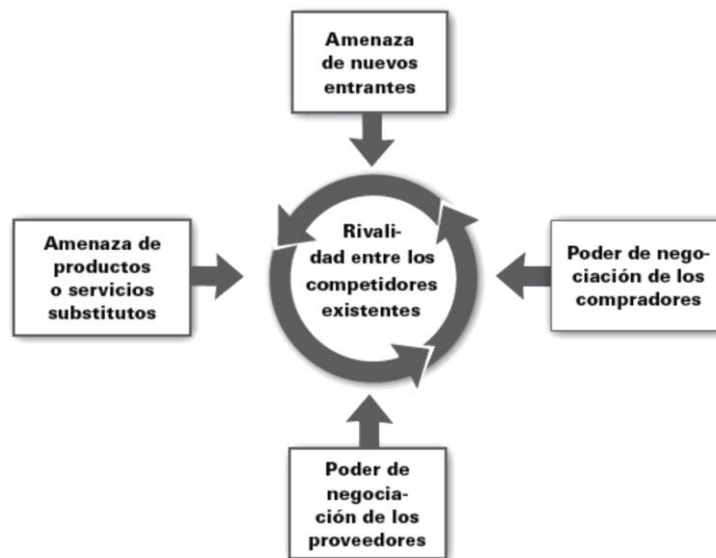 Amenaza
de nuevos
entrantes
Amenaza de
productos
o servicios
substitutos
Rivali-
dad entre los
competidores
existentes
Poder de nego-
ciación de los
compradores
Poder de
negocia-
ción de los
proveedores